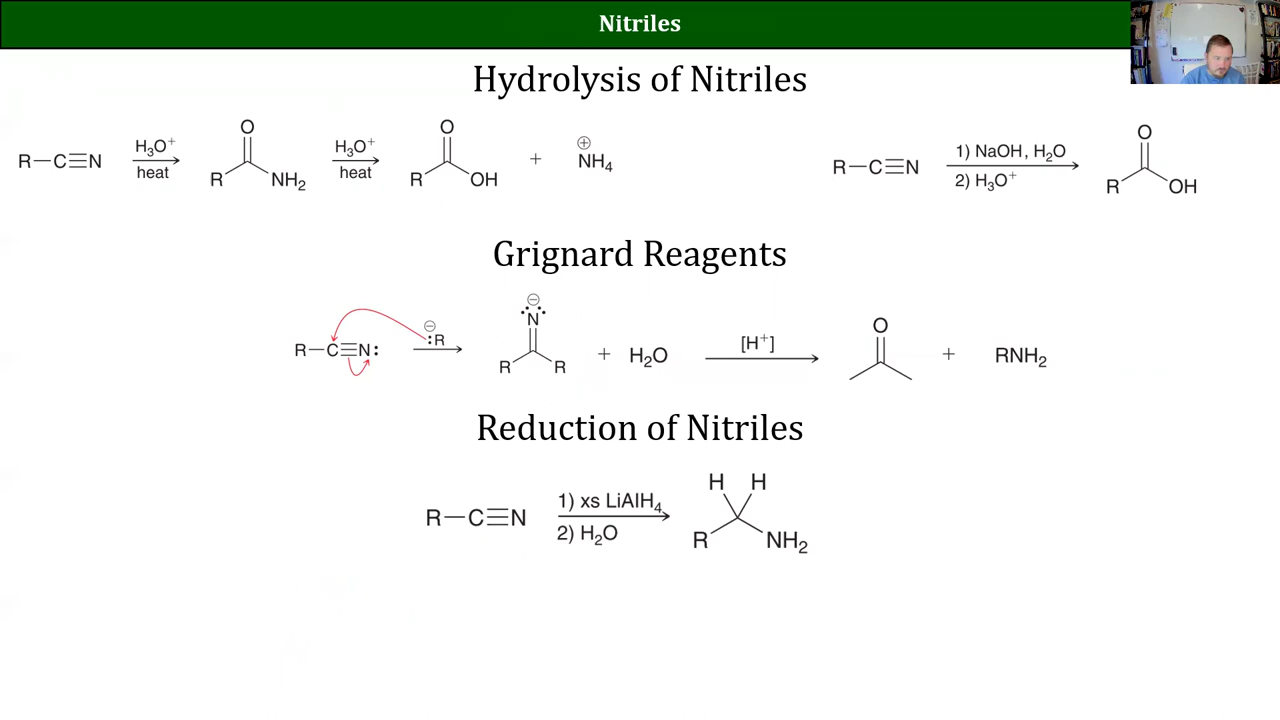 Nitriles
Hydrolysis of Nitriles
R—C≡N H₃O⁺ heat O R NH₂ H₃O⁺ heat O R OH + ⊕ NH₄
R—C≡N 1) NaOH, H₂O 2) H₃O⁺ O R OH
Grignard Reagents
R—C≡N: ⊖ :R ⊖ N R R + H₂O [H⁺] O + RNH₂
Reduction of Nitriles
R—C≡N 1) xs LiAlH₄ 2) H₂O H H R NH₂